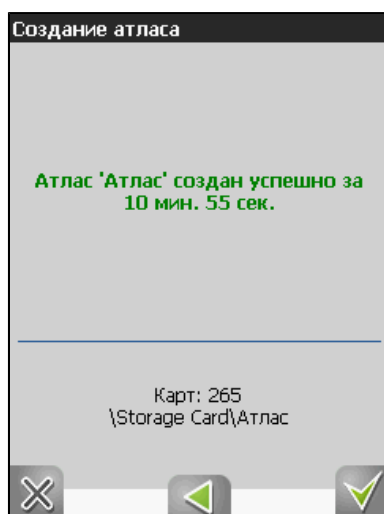 Создание атласа
Атлас 'Атлас' создан успешно за
10 мин. 55 сек.
Карт: 265
\Storage Card\Атлас